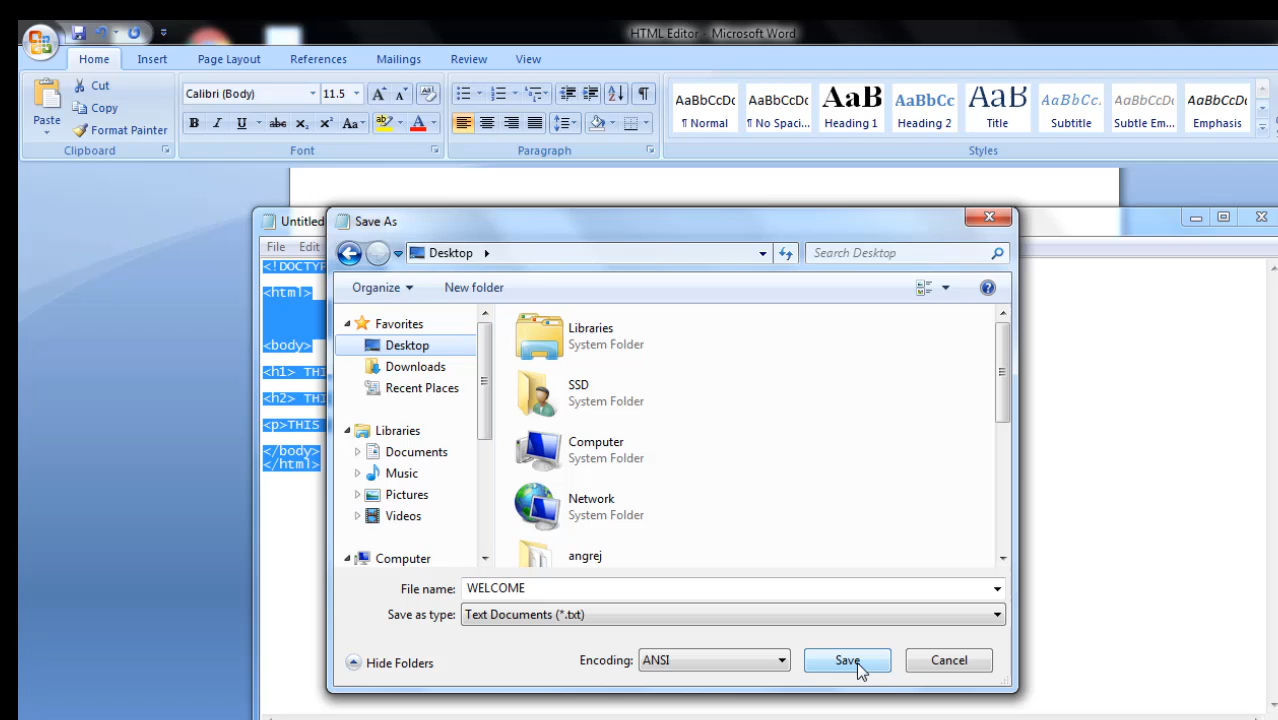 HTML Editor - Microsoft Word
Home Insert Page Layout References Mailings Review View
Paste
Cut
Copy
Format Painter
Clipboard
Calibri (Body) 11.5
A A
B I U abc X₂ X² Aa A
Font
Paragraph
AaBbCcDc AaBbCcDc AaB AaBbCc AaB AaBbCc. AaBbCcDc AaBbCcDc
¶ Normal ¶ No Spaci... Heading 1 Heading 2 Title Subtitle Subtle Em... Emphasis
Styles
Untitled
File Edit
<!DOCTYP
<html>
<body>
<h1> THI
<h2> THI
<p>THIS
</body>
</html>
Save As
Desktop
Search Desktop
Organize New folder
Favorites
Desktop
Downloads
Recent Places
Libraries
Documents
Music
Pictures
Videos
Computer
Libraries
System Folder
SSD
System Folder
Computer
System Folder
Network
System Folder
angrej
File name: WELCOME
Save as type: Text Documents (*.txt)
Hide Folders
Encoding: ANSI
Save
Cancel